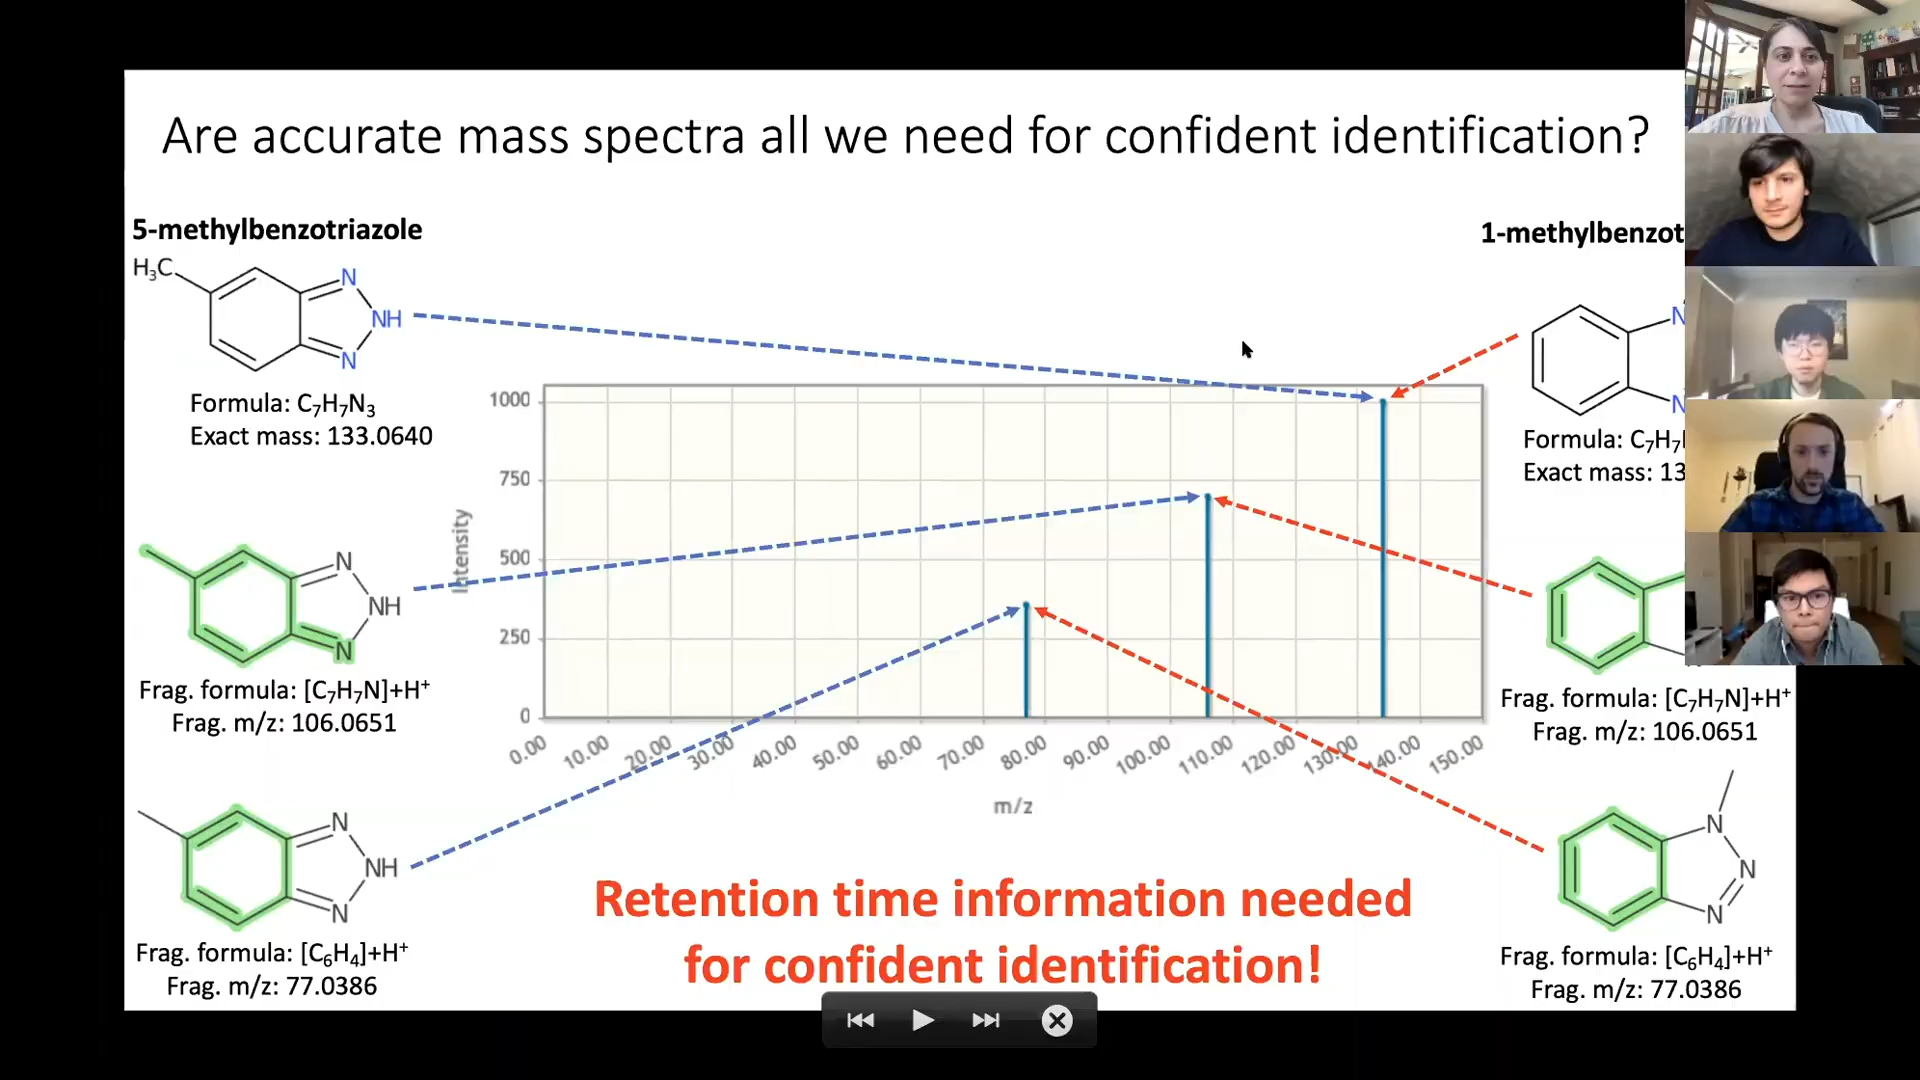 Are accurate mass spectra all we need for confident identification?
5-methylbenzotriazole
H₃C
N
NH
N
Formula: C₇H₇N₃
Exact mass: 133.0640
N
NH
N
Frag. formula: [C₇H₇N]+H⁺
Frag. m/z: 106.0651
N
NH
N
Frag. formula: [C₆H₄]+H⁺
Frag. m/z: 77.0386
Intensity
1000
750
500
250
0
0.00
10.00
20.00
30.00
40.00
50.00
60.00
70.00
80.00
90.00
100.00
110.00
120.00
130.00
140.00
150.00
m/z
Retention time information needed
for confident identification!
1-methylbenzot
N
N
Formula: C₇H₇
Exact mass: 13
Frag. formula: [C₇H₇N]+H⁺
Frag. m/z: 106.0651
N
N
N
Frag. formula: [C₆H₄]+H⁺
Frag. m/z: 77.0386